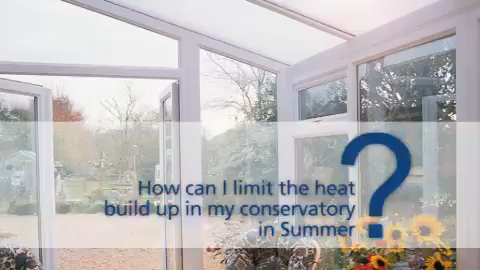 How can I limit the heat
build up in my conservatory
in Summer ?